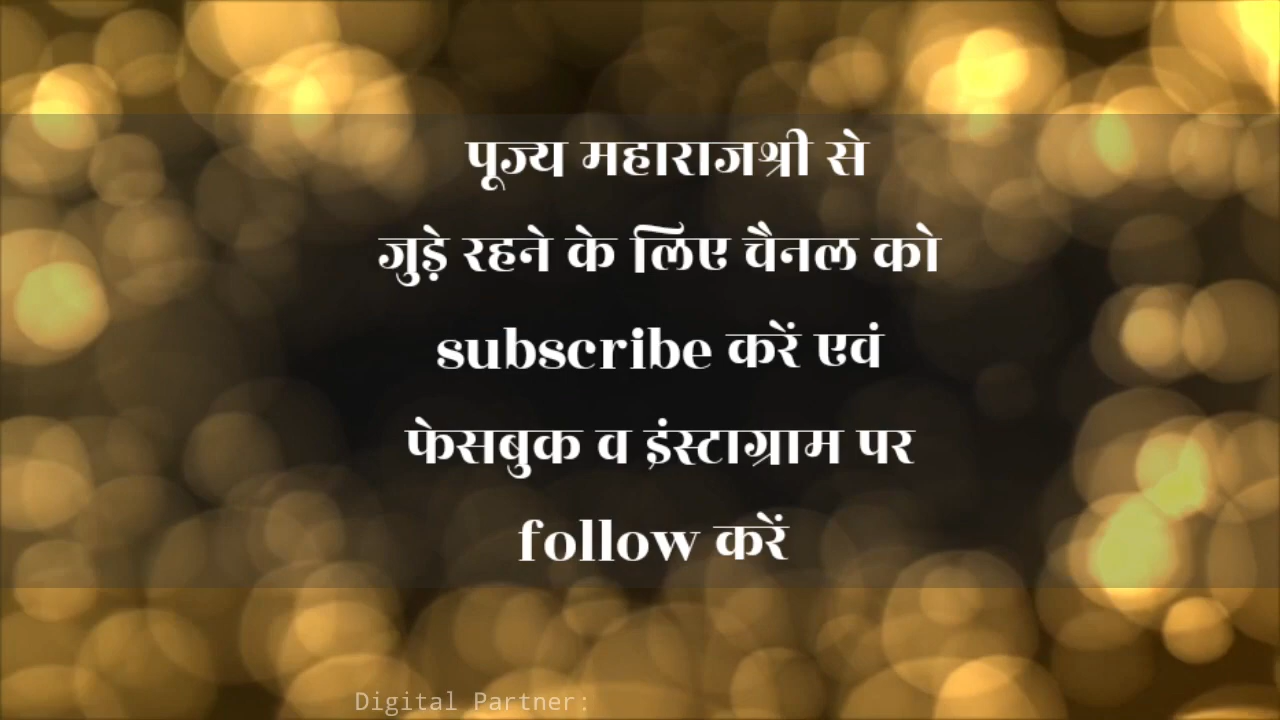 पूज्य महाराजश्री से
जुड़े रहने के लिए चैनल को
subscribe करें एवं
फेसबुक व इंस्टाग्राम पर
follow करें
Digital Partner: